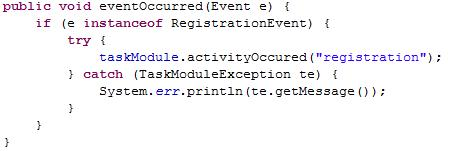 public void eventOccurred(Event e) {
    if (e instanceof RegistrationEvent) {
        try {
            taskModule.activityOccured("registration");
        } catch (TaskModuleException te) {
            System.err.println(te.getMessage());
        }
    }
}